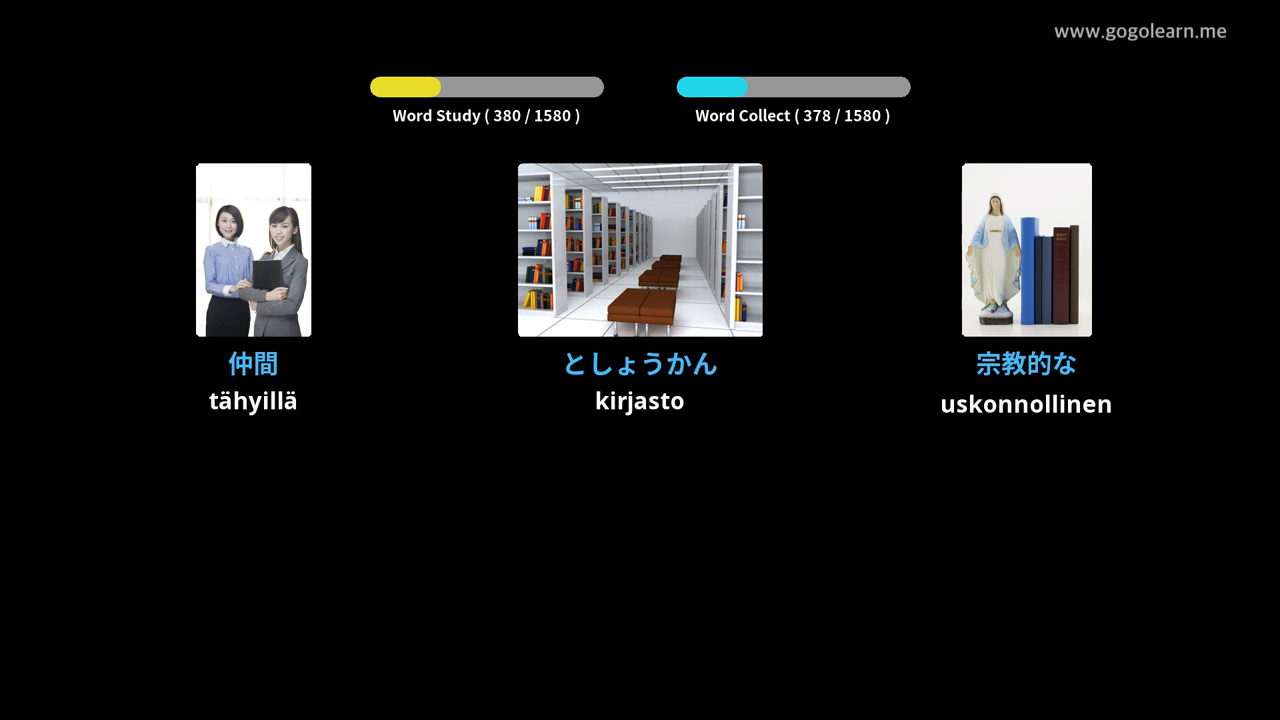 www.gogolearn.me
Word Study ( 380 / 1580 )
Word Collect ( 378 / 1580 )
仲間
としょうかん
宗教的な
tähyillä
kirjasto
uskonnollinen